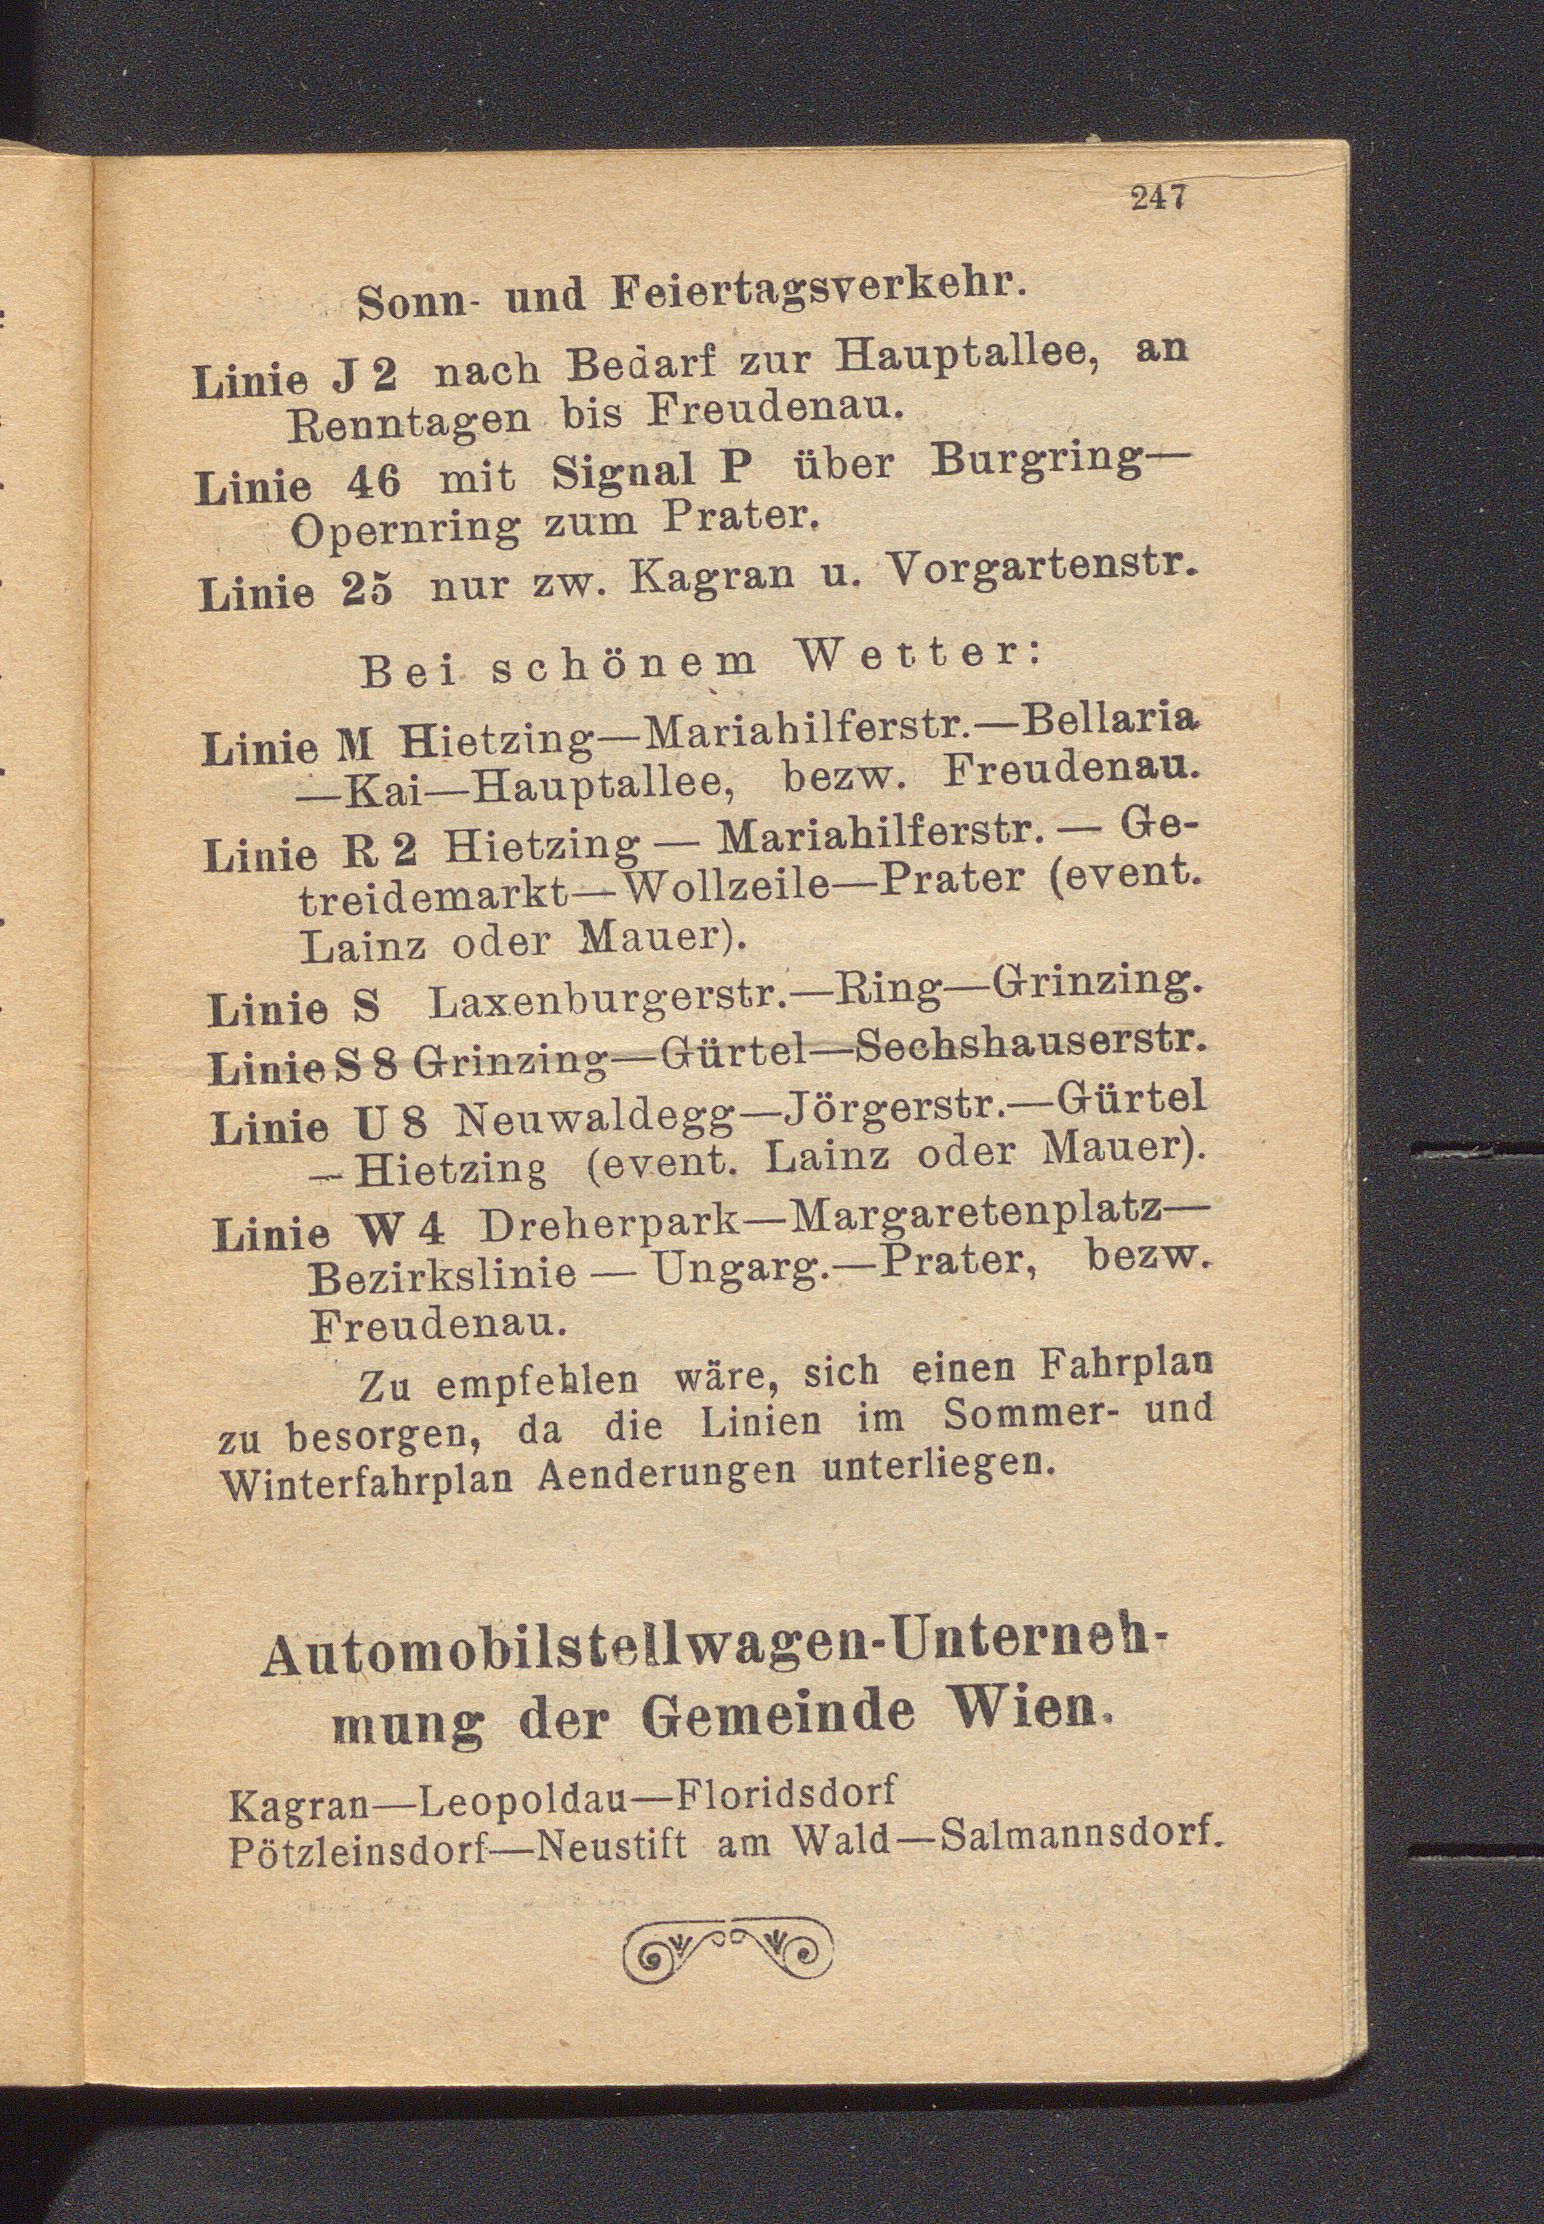 247
Sonn- und Feiertagsverkehr.
Linie J 2 nach Bedarf zur Hauptallee, an
Renntagen bis Freudenau.
Linie 46 mit Signal P über Burgring—
Opernring zum Prater.
Linie 25 nur zw. Kagran u. Vorgartenstr.
Bei schönem Wetter:
Linie M Hietzing—Mariahilferstr.—Bellaria
—Kai—Hauptallee, bezw. Freudenau.
Linie R 2 Hietzing — Mariahilferstr. — Ge-
treidemarkt—Wollzeile—Prater (event.
Lainz oder Mauer).
Linie S Laxenburgerstr.—Ring—Grinzing.
Linie S 8 Grinzing—Gürtel—Sechshauserstr.
Linie U 8 Neuwaldegg—Jörgerstr.—Gürtel
—Hietzing (event. Lainz oder Mauer).
Linie W 4 Dreherpark—Margaretenplatz—
Bezirkslinie — Ungarg.—Prater, bezw.
Freudenau.
Zu empfehlen wäre, sich einen Fahrplan
zu besorgen, da die Linien im Sommer- und
Winterfahrplan Aenderungen unterliegen.
Automobilstellwagen-Unterneh-
mung der Gemeinde Wien.
Kagran—Leopoldau—Floridsdorf
Pötzleinsdorf—Neustift am Wald—Salmannsdorf.